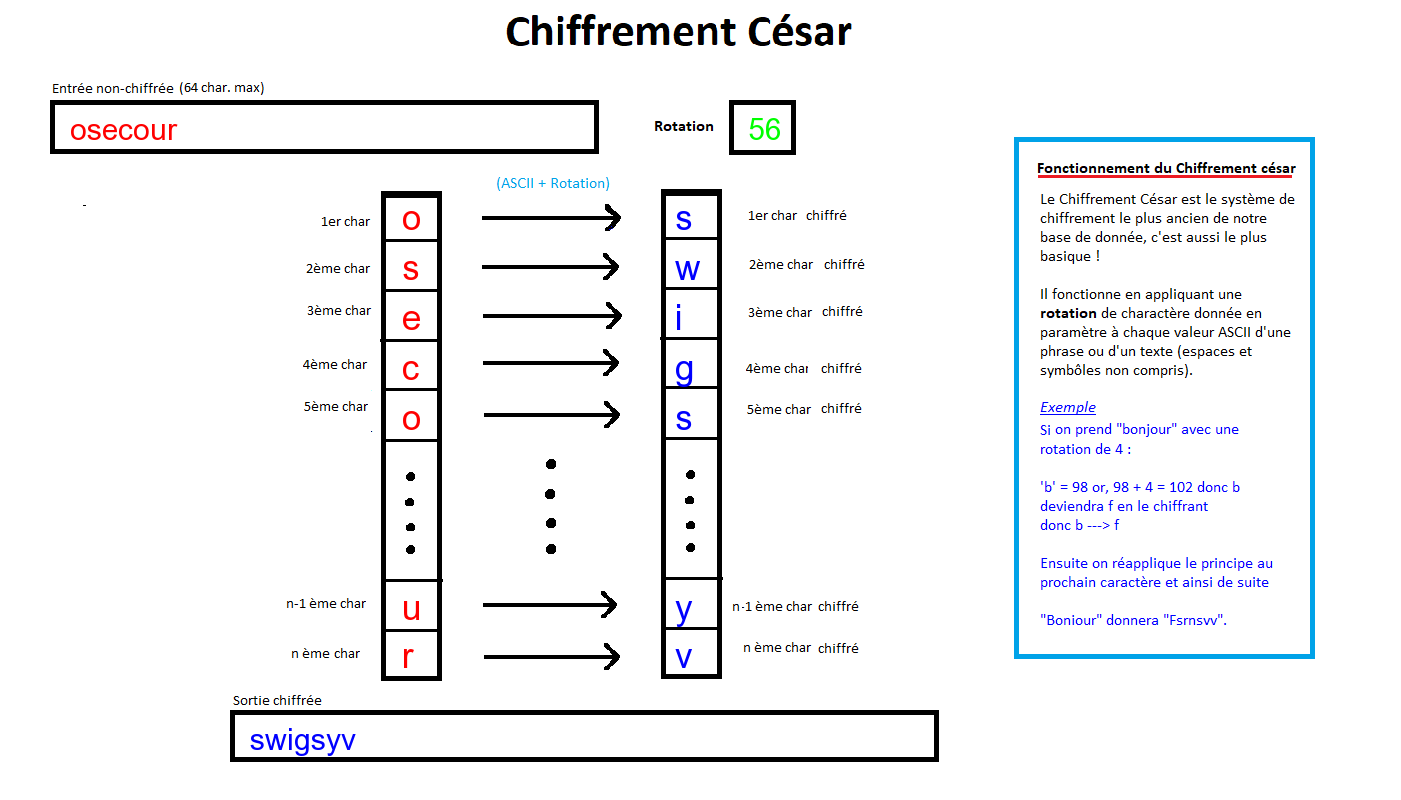 Chiffrement César
Entrée non-chiffrée (64 char. max)
osecour
Rotation
56
(ASCII + Rotation)
1er char
o
s
1er char chiffré
2ème char
s
w
2ème char chiffré
3ème char
e
i
3ème char chiffré
4ème char
c
g
4ème char chiffré
5ème char
o
s
5ème char chiffré
n-1 ème char
u
y
n-1 ème char chiffré
n ème char
r
v
n ème char chiffré
Sortie chiffrée
swigsyv
Fonctionnement du Chiffrement césar
Le Chiffrement César est le système de
chiffrement le plus ancien de notre
base de donnée, c'est aussi le plus
basique !
Il fonctionne en appliquant une
rotation de charactère donnée en
paramètre à chaque valeur ASCII d'une
phrase ou d'un texte (espaces et
symbôles non compris).
Exemple
Si on prend "bonjour" avec une
rotation de 4 :
'b' = 98 or, 98 + 4 = 102 donc b
deviendra f en le chiffrant
donc b ---> f
Ensuite on réapplique le principe au
prochain caractère et ainsi de suite
"Boniour" donnera "Fsrnsvv".